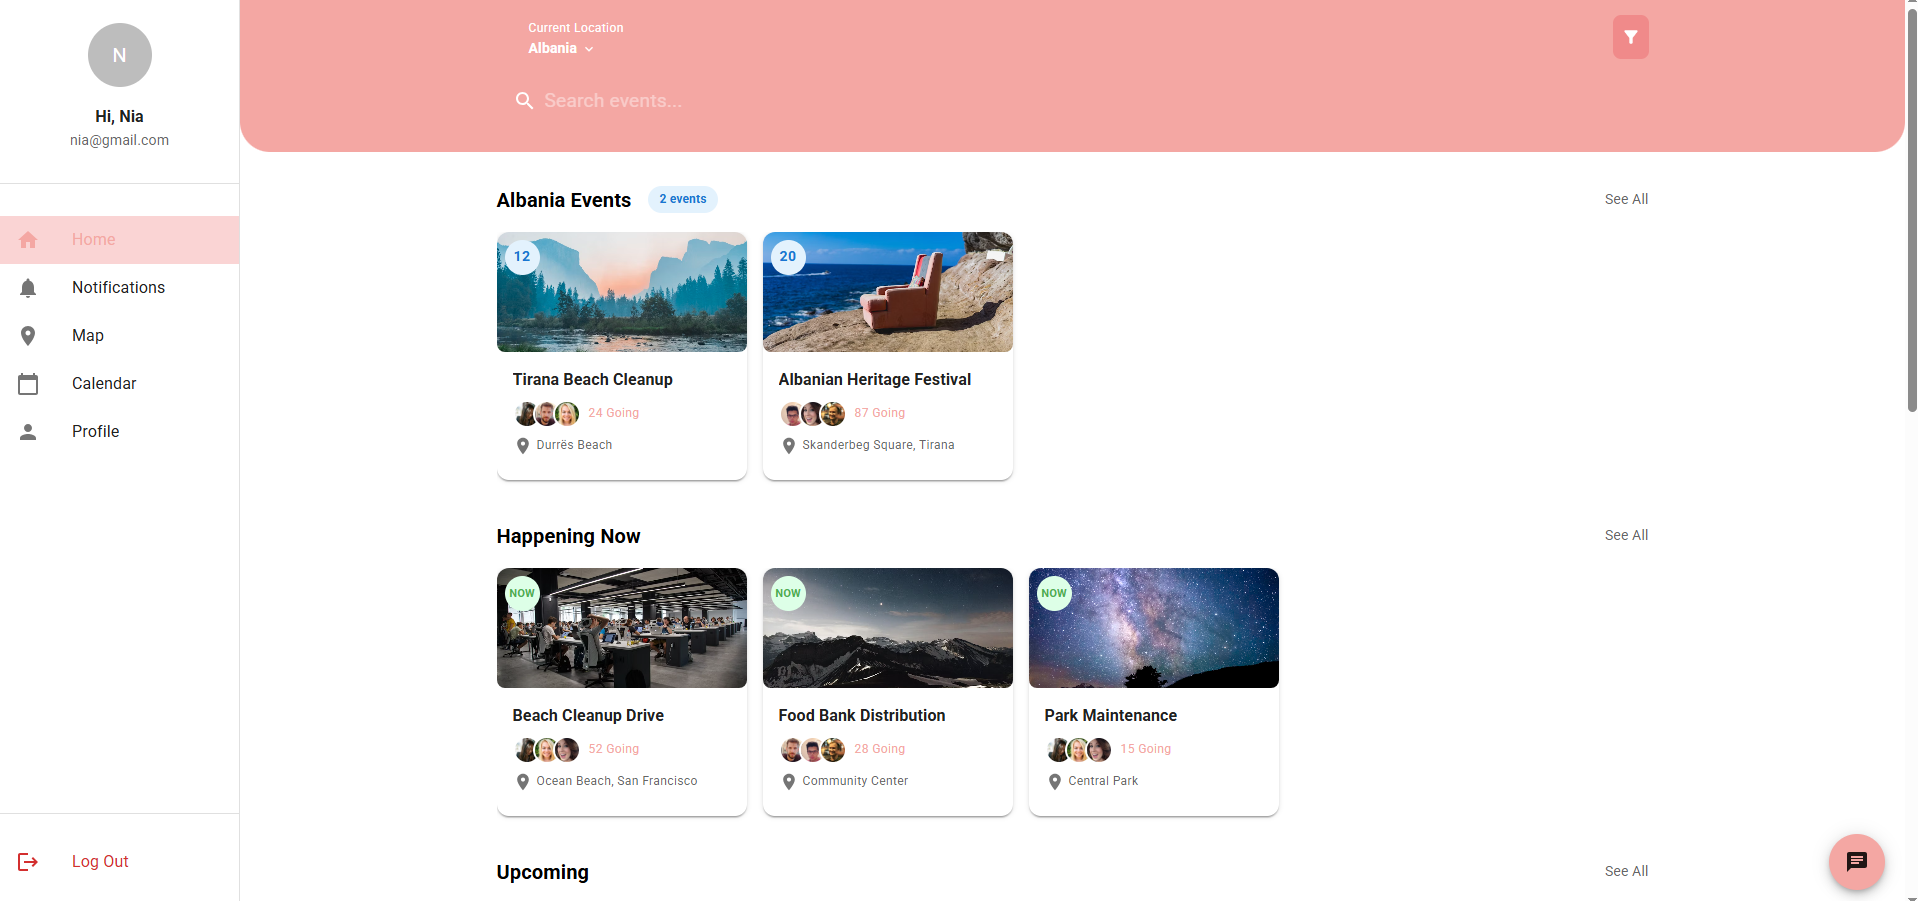 N
Hi, Nia
nia@gmail.com
Home
Notifications
Map
Calendar
Profile
Log Out
Current Location
Albania
Search events...
Albania Events
2 events
See All
12
Tirana Beach Cleanup
24 Going
Durrës Beach
20
Albanian Heritage Festival
87 Going
Skanderbeg Square, Tirana
Happening Now
See All
NOW
Beach Cleanup Drive
52 Going
Ocean Beach, San Francisco
NOW
Food Bank Distribution
28 Going
Community Center
NOW
Park Maintenance
15 Going
Central Park
Upcoming
See All